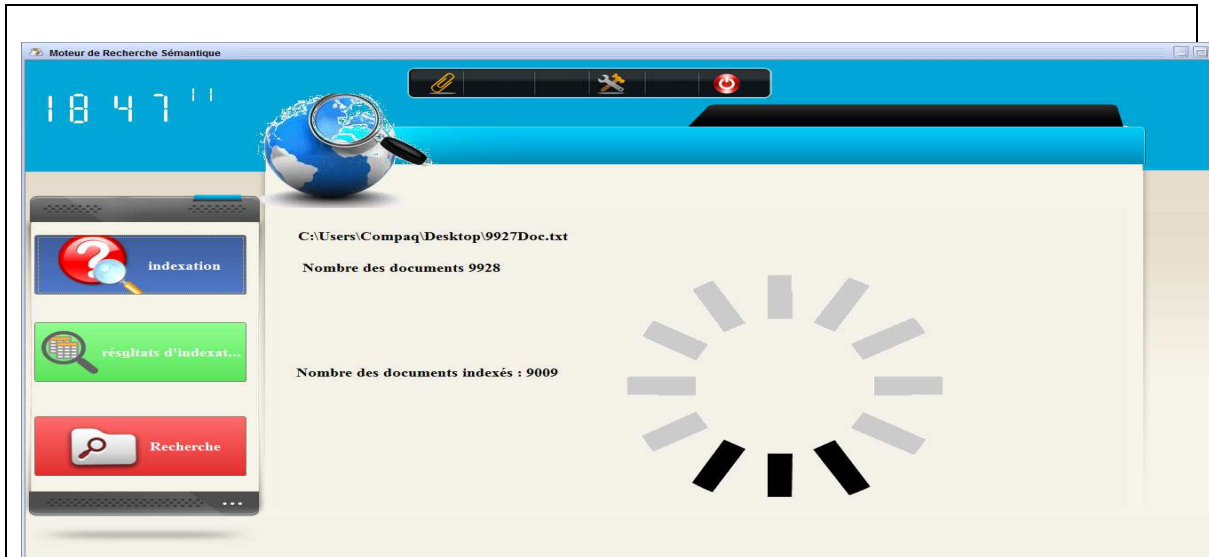 Moteur de Recherche Sémantique
18 47 11
C:\Users\Compaq\Desktop\9927Doc.txt
indexation
Nombre des documents 9928
résultats d'indexat...
Nombre des documents indexés : 9009
Recherche